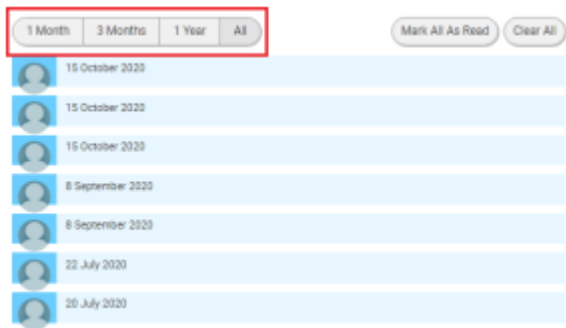 1 Month 3 Months 1 Year All Mark All As Read Clear All
15 October 2020
15 October 2020
15 October 2020
8 September 2020
8 September 2020
22 July 2020
20 July 2020